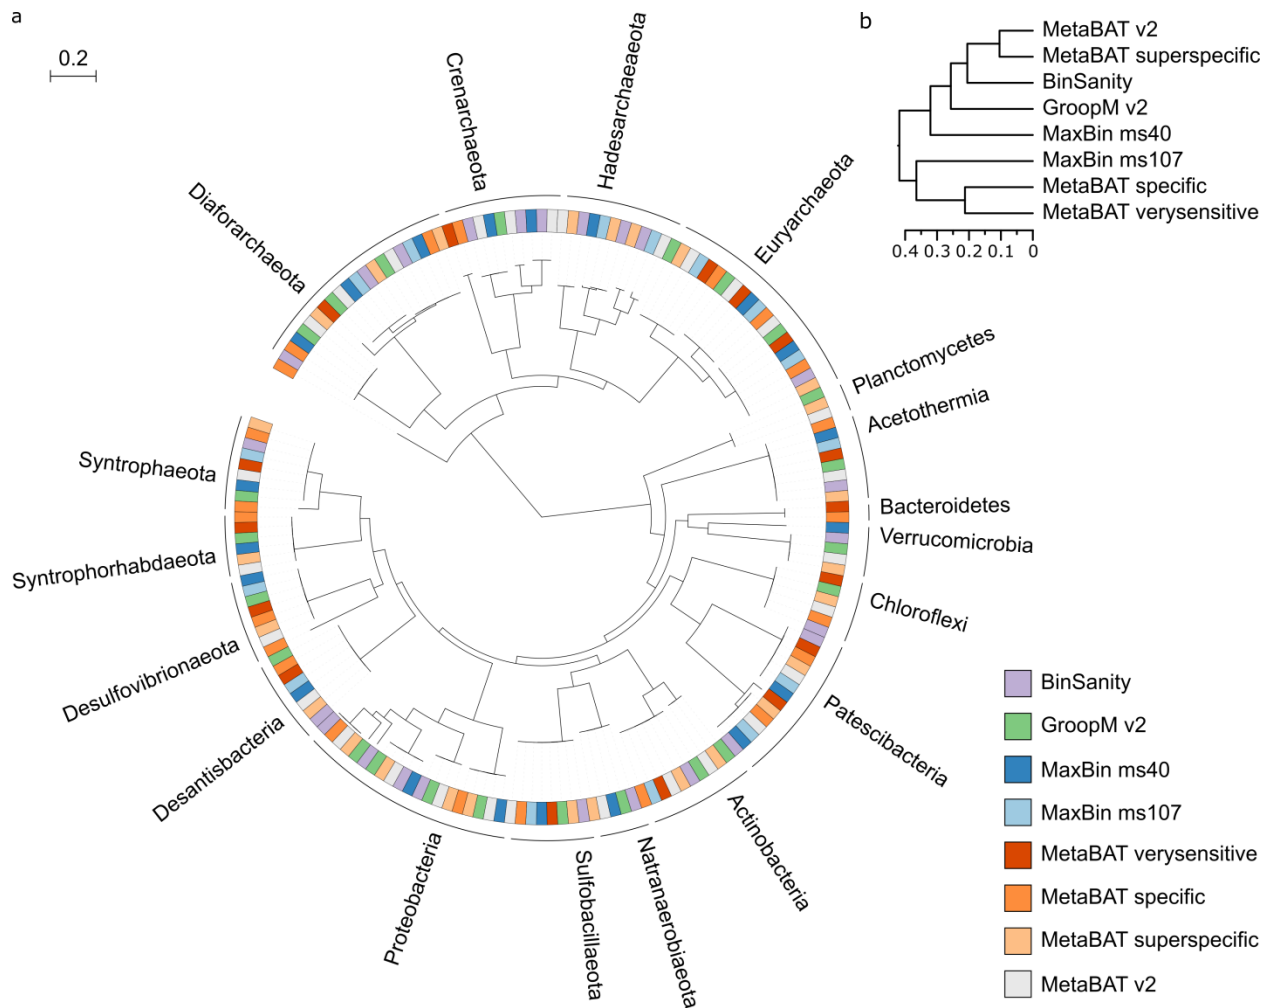 a
0.2
Diaforarchaeota
Crenarchaeota
Hadesarchaeaeota
Euryarchaeota
Planctomycetes
Acetothermia
Bacteroidetes
Verrucomicrobia
Chloroflexi
Patescibacteria
Actinobacteria
Natranaerobiaeota
Sulfobacillaeota
Proteobacteria
Desantisbacteria
Desulfovibrionaeota
Syntrophorhabdaeota
Syntrophaeota
b
MetaBAT v2
MetaBAT superspecific
BinSanity
GroopM v2
MaxBin ms40
MaxBin ms107
MetaBAT specific
MetaBAT verysensitive
0.4 0.3 0.2 0.1 0
BinSanity
GroopM v2
MaxBin ms40
MaxBin ms107
MetaBAT verysensitive
MetaBAT specific
MetaBAT superspecific
MetaBAT v2